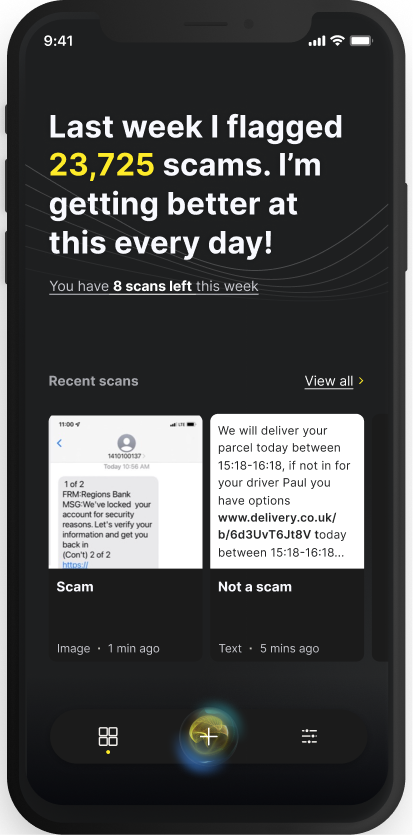 9:41
Last week I flagged
23,725 scams. I’m
getting better at
this every day!
You have 8 scans left this week
Recent scans
View all
11:00
LTE
1410100137
Today 10:56 AM
1 of 2
FRM:Regions Bank
MSG:We've locked your
account for security
reasons. Let's verify your
information and get you
back in
(Con't) 2 of 2
https://
We will deliver your
parcel today between
15:18-16:18, if not in for
your driver Paul you
have options
www.delivery.co.uk/
b/6d3UvT6Jt8V today
between 15:18-16:18...
Scam
Image • 1 min ago
Not a scam
Text • 5 mins ago